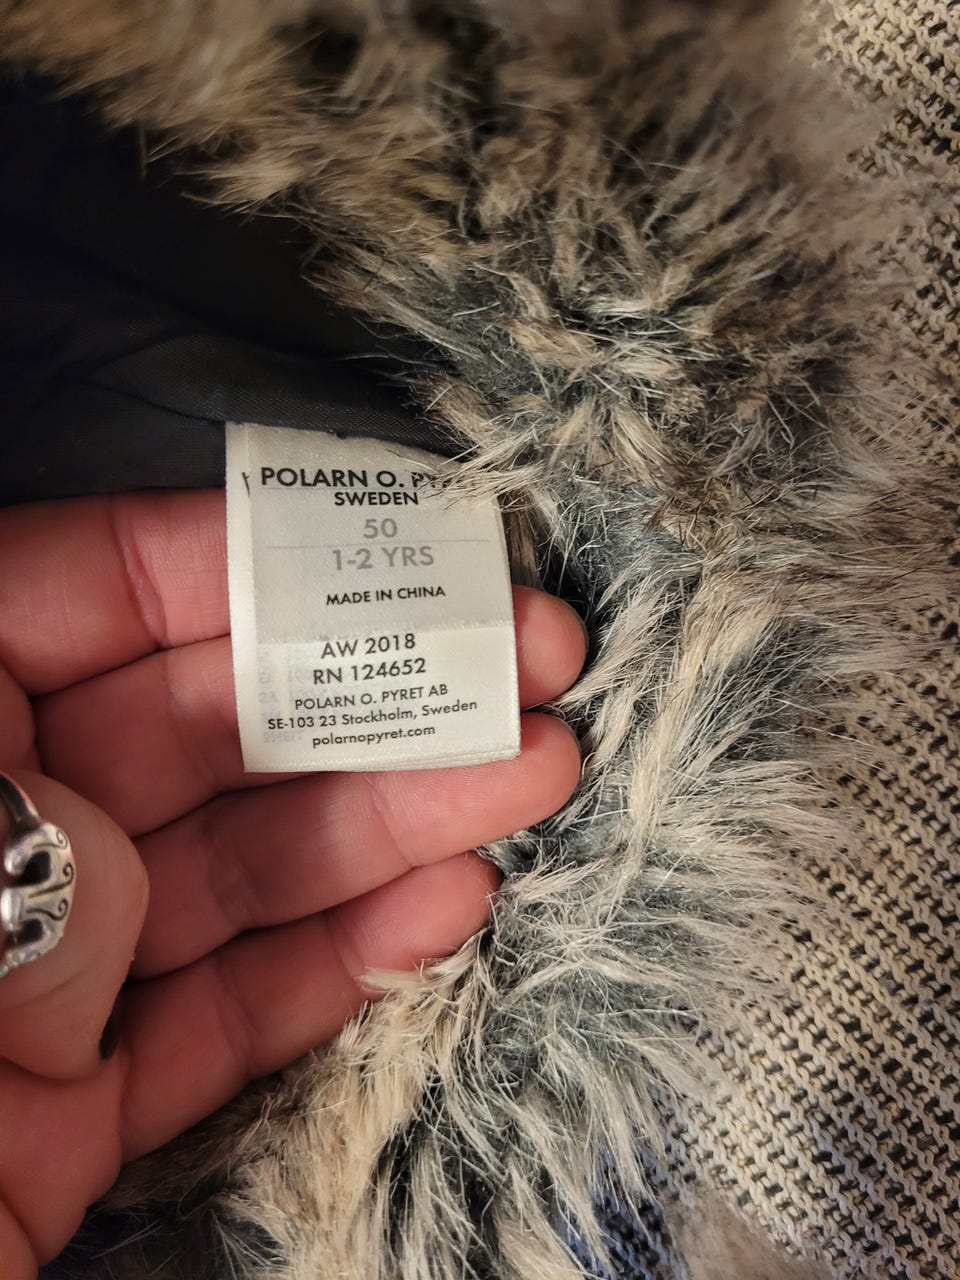 POLARN O.
SWEDEN
50
1-2 YRS
MADE IN CHINA
AW 2018
RN 124652
POLARN O. PYRET AB
SE-103 23 Stockholm, Sweden
polarnopyret.com